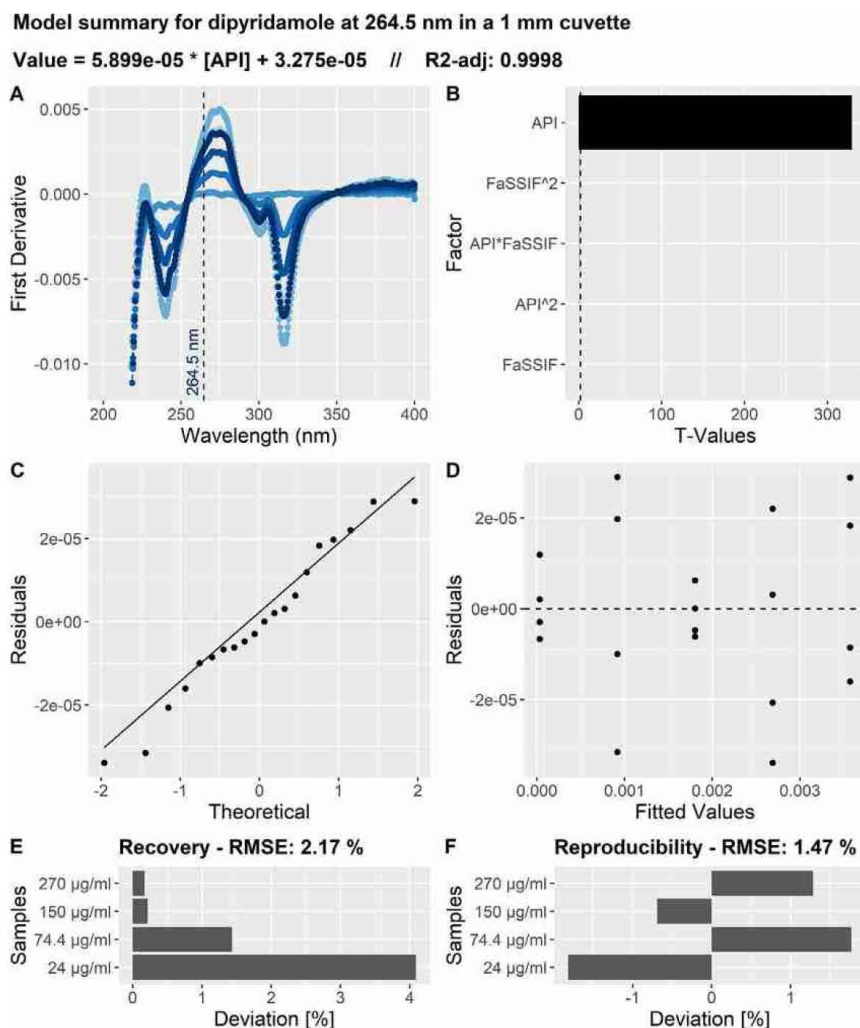 Model summary for dipyridamole at 264.5 nm in a 1 mm cuvette
Value = 5.899e-05 * [API] + 3.275e-05 // R2-adj: 0.9998
A
0.005
0.000
-0.005
-0.010
First Derivative
264.5 nm
200 250 300 350 400
Wavelength (nm)
B
API
FaSSIF^2
API*FaSSIF
API^2
FaSSIF
Factor
0 100 200 300
T-Values
C
2e-05
0e+00
-2e-05
Residuals
-2 -1 0 1 2
Theoretical
D
2e-05
0e+00
-2e-05
Residuals
0.000 0.001 0.002 0.003
Fitted Values
E Recovery - RMSE: 2.17 %
270 µg/ml
150 µg/ml
74.4 µg/ml
24 µg/ml
Samples
0 1 2 3 4
Deviation [%]
F Reproducibility - RMSE: 1.47 %
270 µg/ml
150 µg/ml
74.4 µg/ml
24 µg/ml
Samples
-1 0 1
Deviation [%]